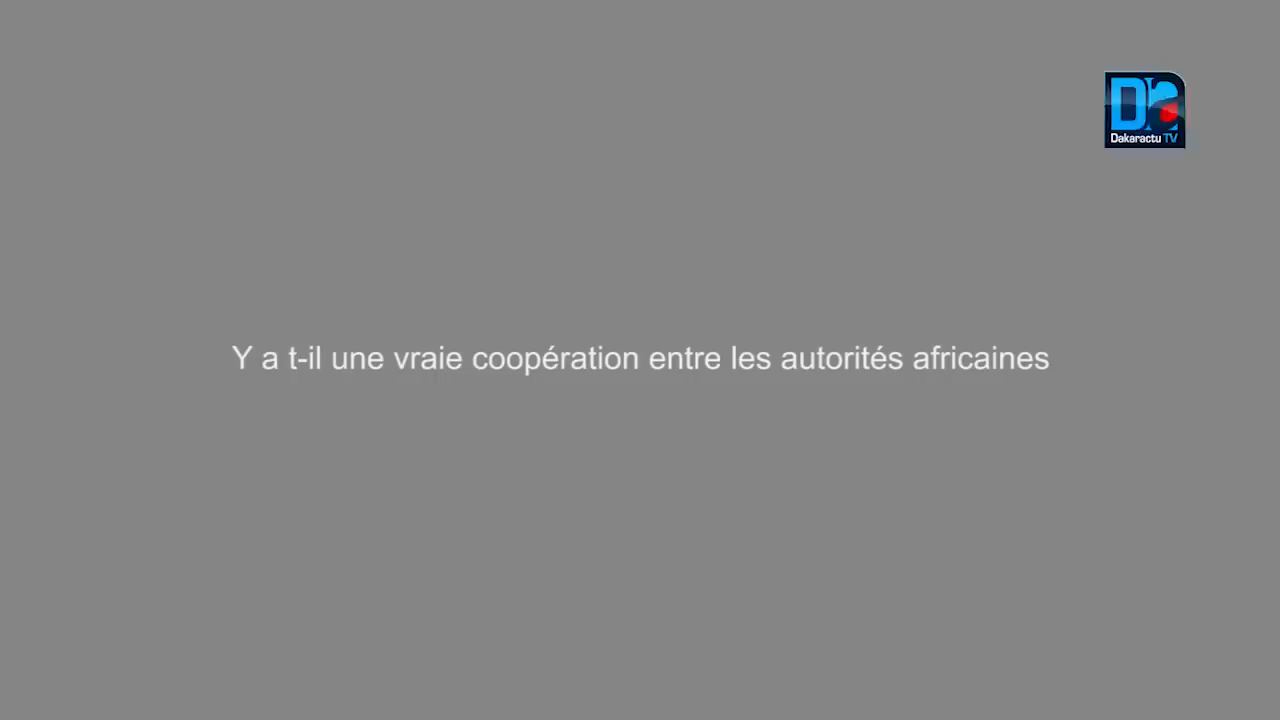 Dakaractu TV
Y a t-il une vraie coopération entre les autorités africaines